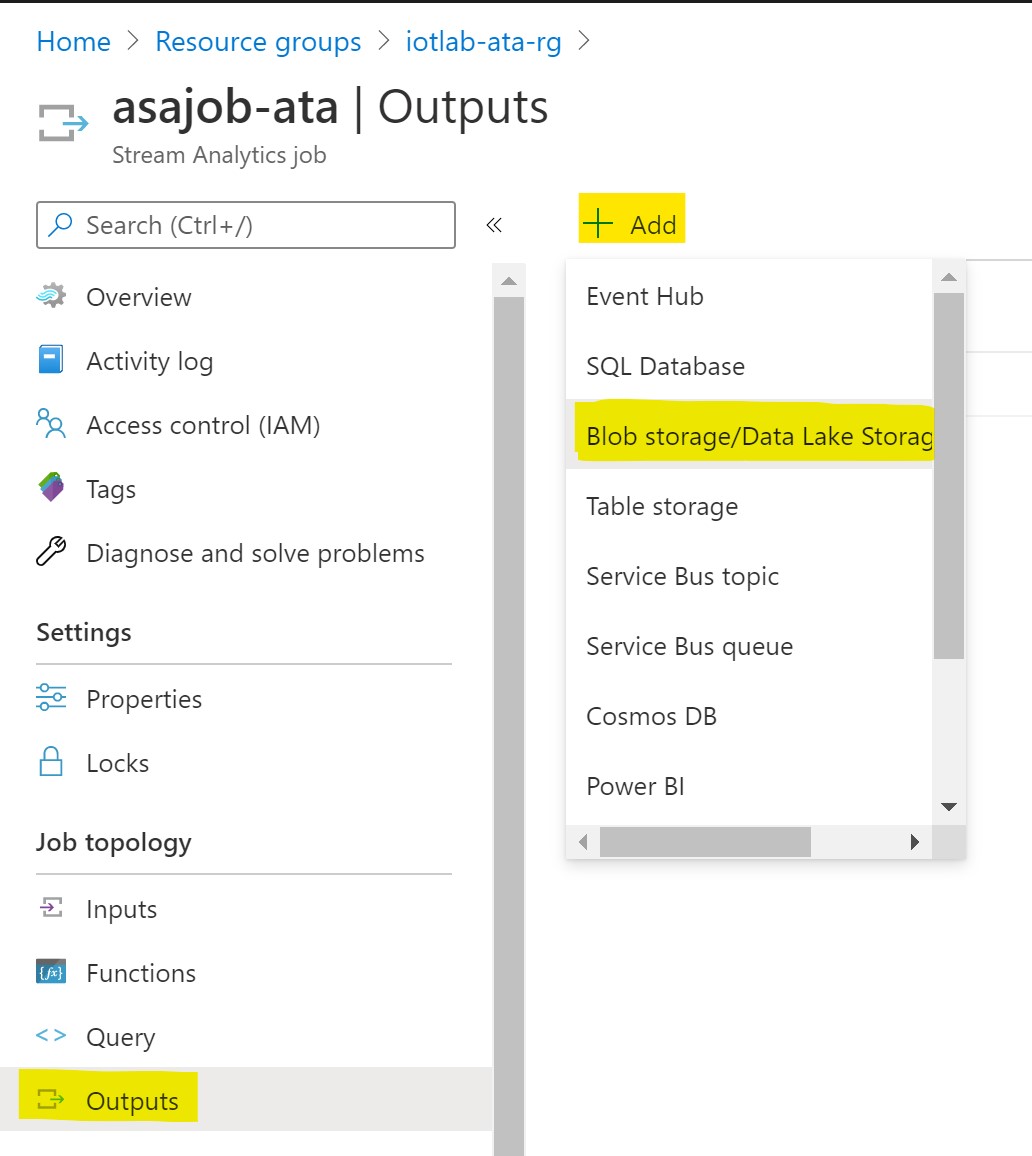 Home > Resource groups > iotlab-ata-rg >
asajob-ata | Outputs
Stream Analytics job
Search (Ctrl+/)
«
Overview
Activity log
Access control (IAM)
Tags
Diagnose and solve problems
Settings
Properties
Locks
Job topology
Inputs
Functions
Query
Outputs
+ Add
Event Hub
SQL Database
Blob storage/Data Lake Storag
Table storage
Service Bus topic
Service Bus queue
Cosmos DB
Power BI